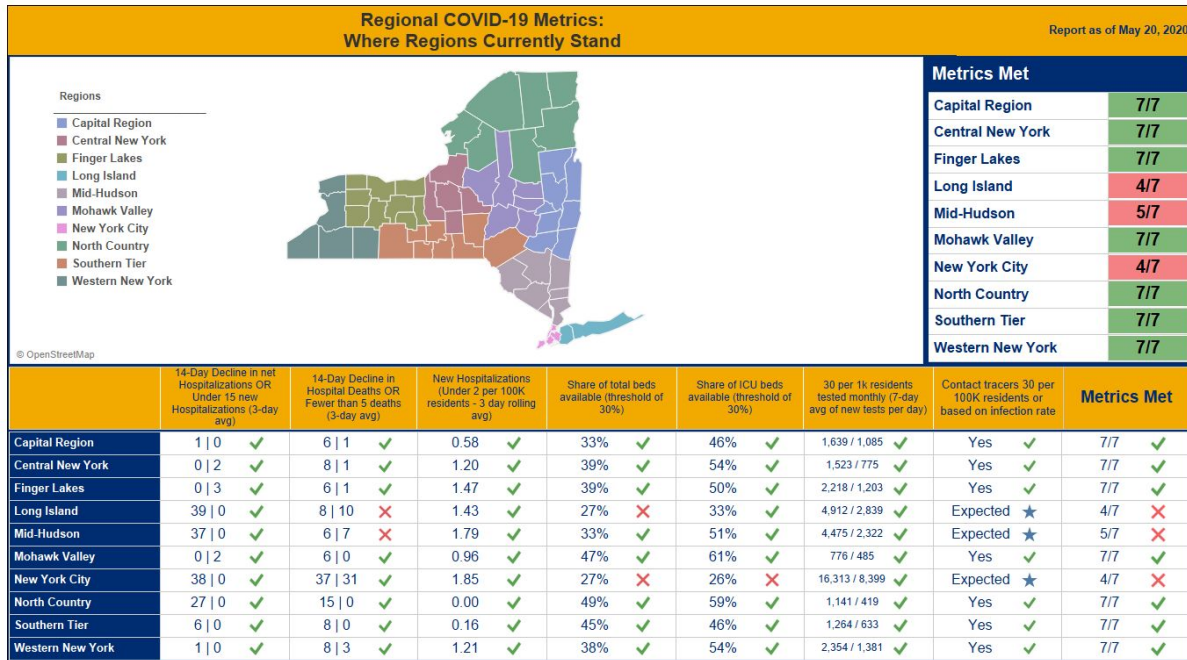 Regional COVID-19 Metrics:
Where Regions Currently Stand
Report as of May 20, 2020
Regions
Capital Region
Central New York
Finger Lakes
Long Island
Mid-Hudson
Mohawk Valley
New York City
North Country
Southern Tier
Western New York
© OpenStreetMap
Metrics Met
Capital Region 7/7
Central New York 7/7
Finger Lakes 7/7
Long Island 4/7
Mid-Hudson 5/7
Mohawk Valley 7/7
New York City 4/7
North Country 7/7
Southern Tier 7/7
Western New York 7/7
14-Day Decline in net
Hospitalizations OR
Under 15 new
Hospitalizations (3-day
avg)
14-Day Decline in
Hospital Deaths OR
Fewer than 5 deaths
(3-day avg)
New Hospitalizations
(Under 2 per 100K
residents - 3 day rolling
avg)
Share of total beds
available (threshold of
30%)
Share of ICU beds
available (threshold of
30%)
30 per 1k residents
tested monthly (7-day
avg of new tests per day)
Contact tracers 30 per
100K residents or
based on infection rate
Metrics Met
Capital Region 1 | 0 6 | 1 0.58 33% 46% 1,639 / 1,085 Yes 7/7
Central New York 0 | 2 8 | 1 1.20 39% 54% 1,523 / 775 Yes 7/7
Finger Lakes 0 | 3 6 | 1 1.47 39% 50% 2,218 / 1,203 Yes 7/7
Long Island 39 | 0 8 | 10 1.43 27% 33% 4,912 / 2,839 Expected 4/7
Mid-Hudson 37 | 0 6 | 7 1.79 33% 51% 4,475 / 2,322 Expected 5/7
Mohawk Valley 0 | 2 6 | 0 0.96 47% 61% 776 / 485 Yes 7/7
New York City 38 | 0 37 | 31 1.85 27% 26% 16,313 / 8,399 Expected 4/7
North Country 27 | 0 15 | 0 0.00 49% 59% 1,141 / 419 Yes 7/7
Southern Tier 6 | 0 8 | 0 0.16 45% 46% 1,264 / 633 Yes 7/7
Western New York 1 | 0 8 | 3 1.21 38% 54% 2,354 / 1,381 Yes 7/7